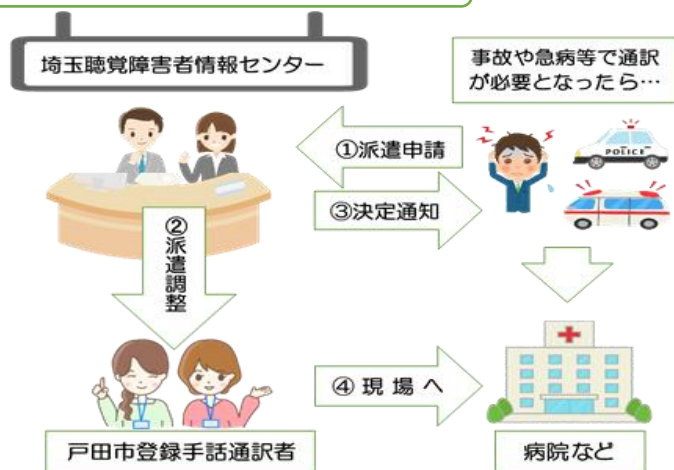 埼玉聴覚障害者情報センター
事故や急病等で通訳
が必要となったら…
①派遣申請
POLICE
③決定通知
②派遣調整
④ 現 場 へ
戸田市登録手話通訳者
病院など